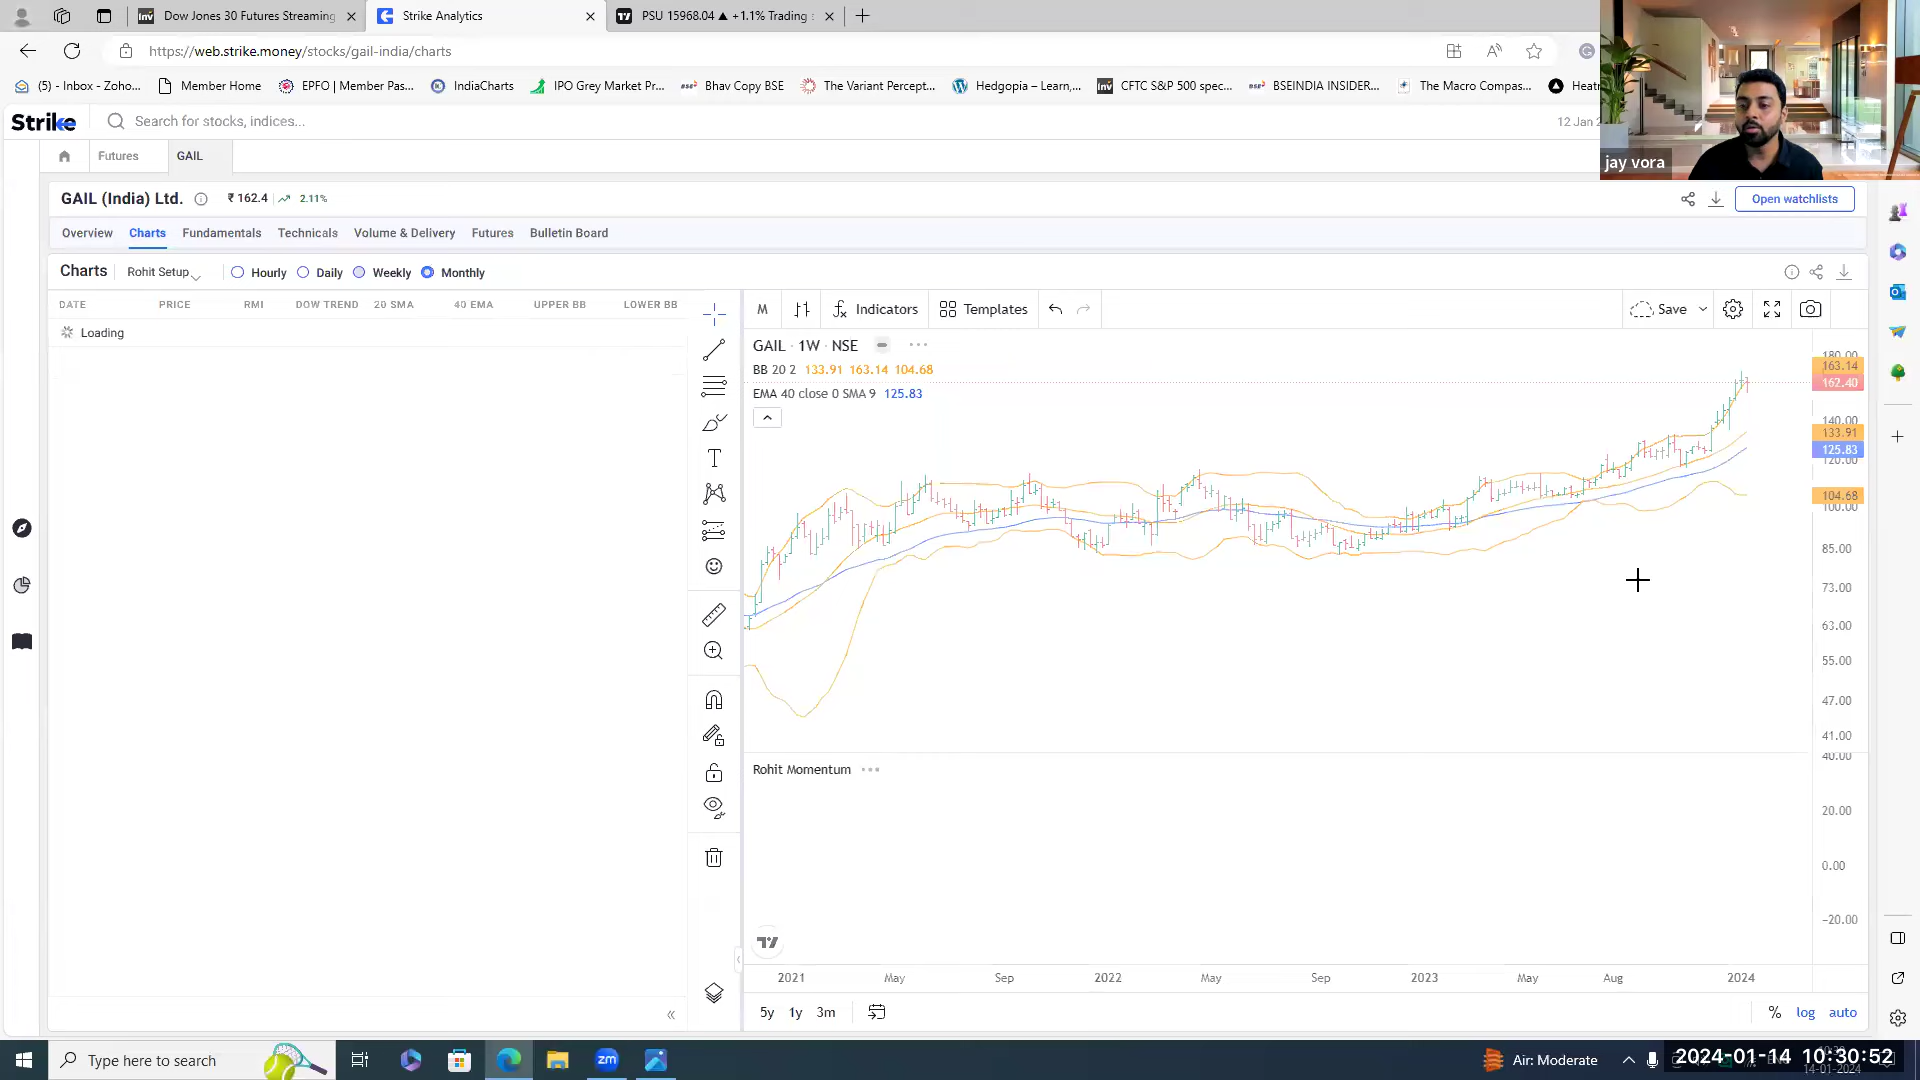 Dow Jones 30 Futures Streaming
Strike Analytics
PSU 15968.04 ▲ +1.1% Trading
https://web.strike.money/stocks/gail-india/charts
(5) - Inbox - Zoho...
Member Home
EPFO | Member Pas...
IndiaCharts
IPO Grey Market Pr...
Bhav Copy BSE
The Variant Percept...
Hedgopia – Learn,...
CFTC S&P 500 spec...
BSEINDIA INSIDER...
The Macro Compas...
Strike
Search for stocks, indices...
12 Jan
jay vora
Futures
GAIL
GAIL (India) Ltd.
₹ 162.4
2.11%
Open watchlists
Overview
Charts
Fundamentals
Technicals
Volume & Delivery
Futures
Bulletin Board
Charts
Rohit Setup
Hourly
Daily
Weekly
Monthly
DATE
PRICE
RMI
DOW TREND
20 SMA
40 EMA
UPPER BB
LOWER BB
M
Indicators
Templates
Save
Loading
GAIL · 1W · NSE
BB 20 2 133.91 163.14 104.68
EMA 40 close 0 SMA 9 125.83
180.00
163.14
162.40
140.00
133.91
125.83
120.00
104.68
100.00
85.00
73.00
63.00
55.00
47.00
41.00
40.00
Rohit Momentum
20.00
0.00
−20.00
2021
May
Sep
2022
May
Sep
2023
May
Aug
2024
5y
1y
3m
%
log
auto
Type here to search
zm
Air: Moderate
2024-01-14 10:30:52
14-01-2024